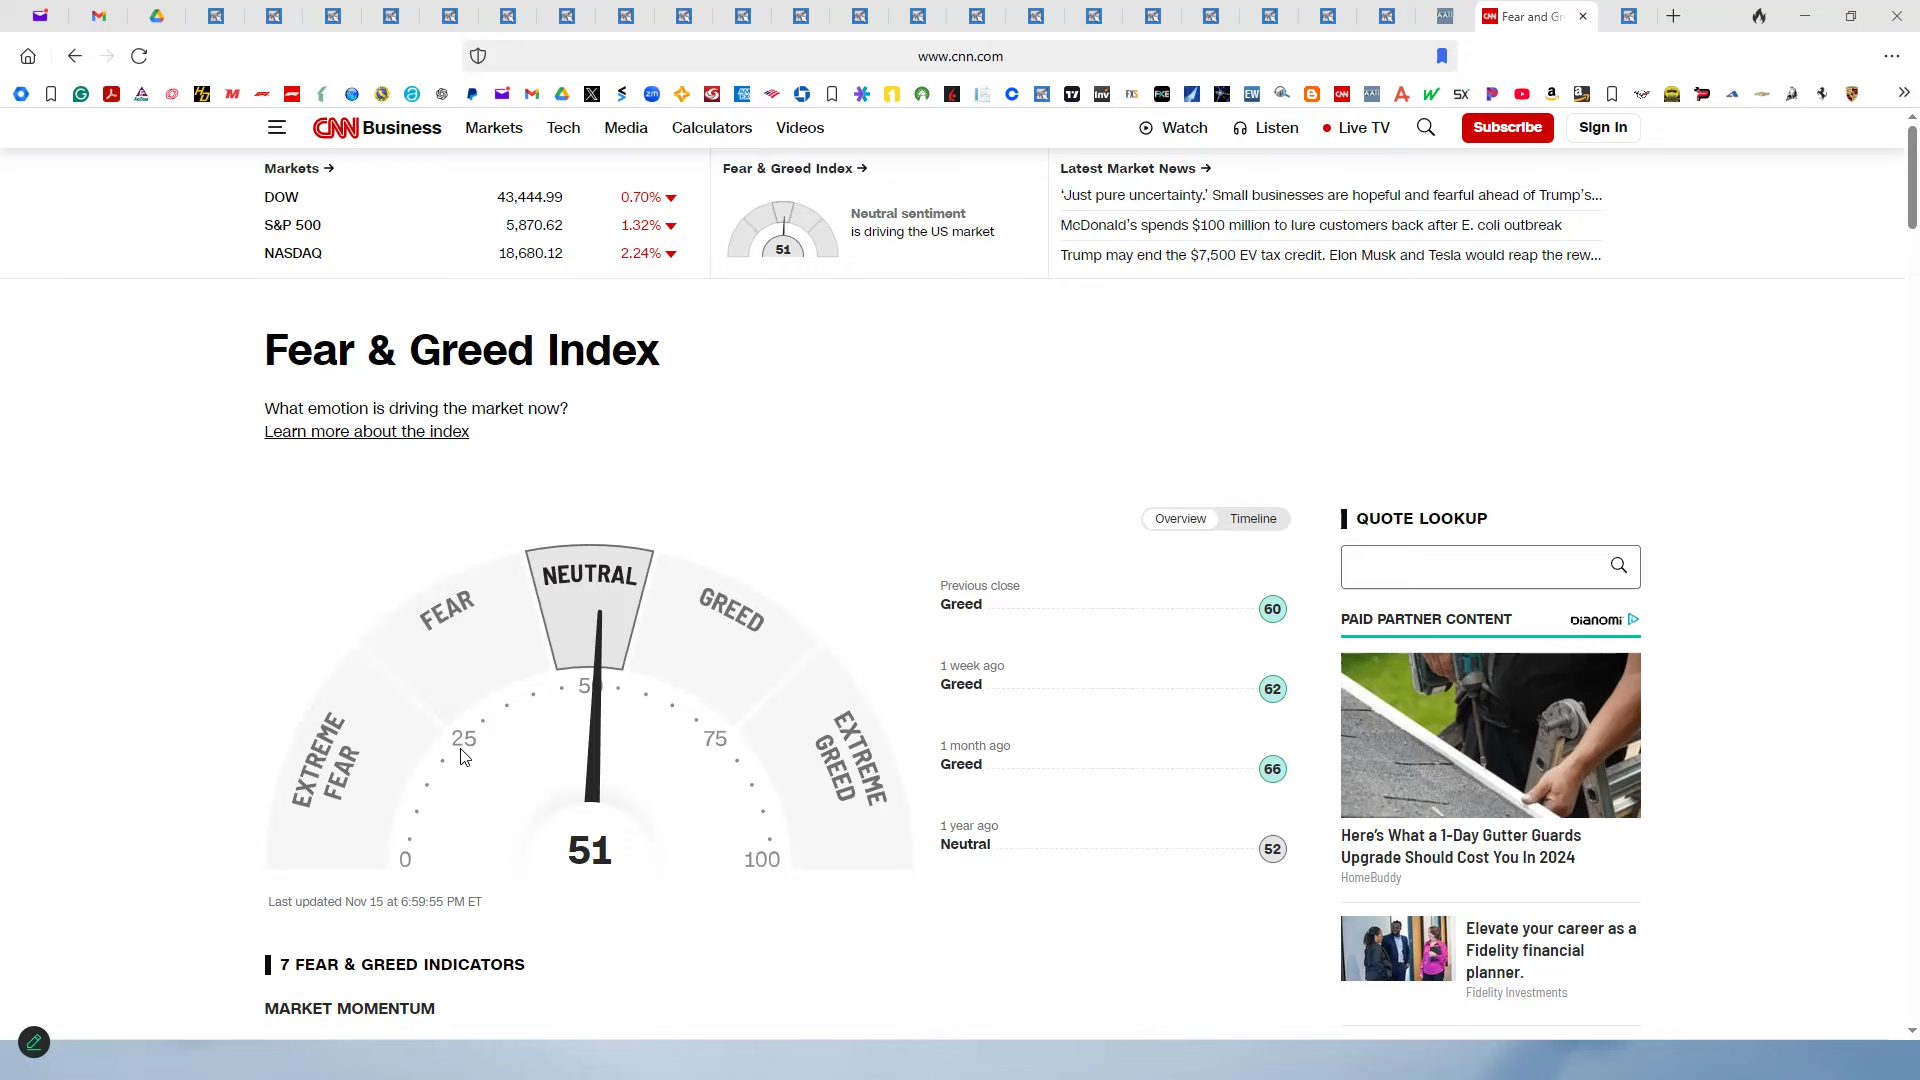 Fear and Gr
www.cnn.com
CNN Business Markets Tech Media Calculators Videos Watch Listen Live TV Subscribe Sign In
Markets →
DOW 43,444.99 0.70%
S&P 500 5,870.62 1.32%
NASDAQ 18,680.12 2.24%
Fear & Greed Index →
Neutral sentiment
is driving the US market
51
Latest Market News →
‘Just pure uncertainty.’ Small businesses are hopeful and fearful ahead of Trump’s...
McDonald’s spends $100 million to lure customers back after E. coli outbreak
Trump may end the $7,500 EV tax credit. Elon Musk and Tesla would reap the rew...
Fear & Greed Index
What emotion is driving the market now?
Learn more about the index
Overview Timeline
EXTREME
FEAR
FEAR
NEUTRAL
GREED
EXTREME
GREED
0
25
50
75
100
51
Last updated Nov 15 at 6:59:55 PM ET
Previous close
Greed 60
1 week ago
Greed 62
1 month ago
Greed 66
1 year ago
Neutral 52
QUOTE LOOKUP
PAID PARTNER CONTENT DIANOMI
Here’s What a 1-Day Gutter Guards
Upgrade Should Cost You In 2024
HomeBuddy
Elevate your career as a
Fidelity financial
planner.
Fidelity Investments
7 FEAR & GREED INDICATORS
MARKET MOMENTUM